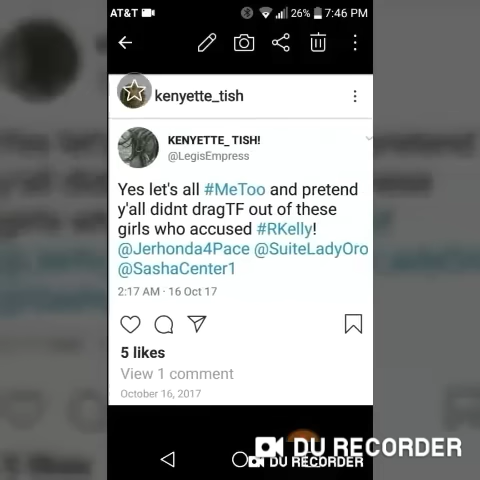 AT&T 26% 7:46 PM
kenyette_tish
KENYETTE_ TISH!
@LegisEmpress
Yes let's all #MeToo and pretend
y'all didnt dragTF out of these
girls who accused #RKelly!
@Jerhonda4Pace @SuiteLadyOro
@SashaCenter1
2:17 AM · 16 Oct 17
5 likes
View 1 comment
October 16, 2017
DU RECORDER
DU RECORDER